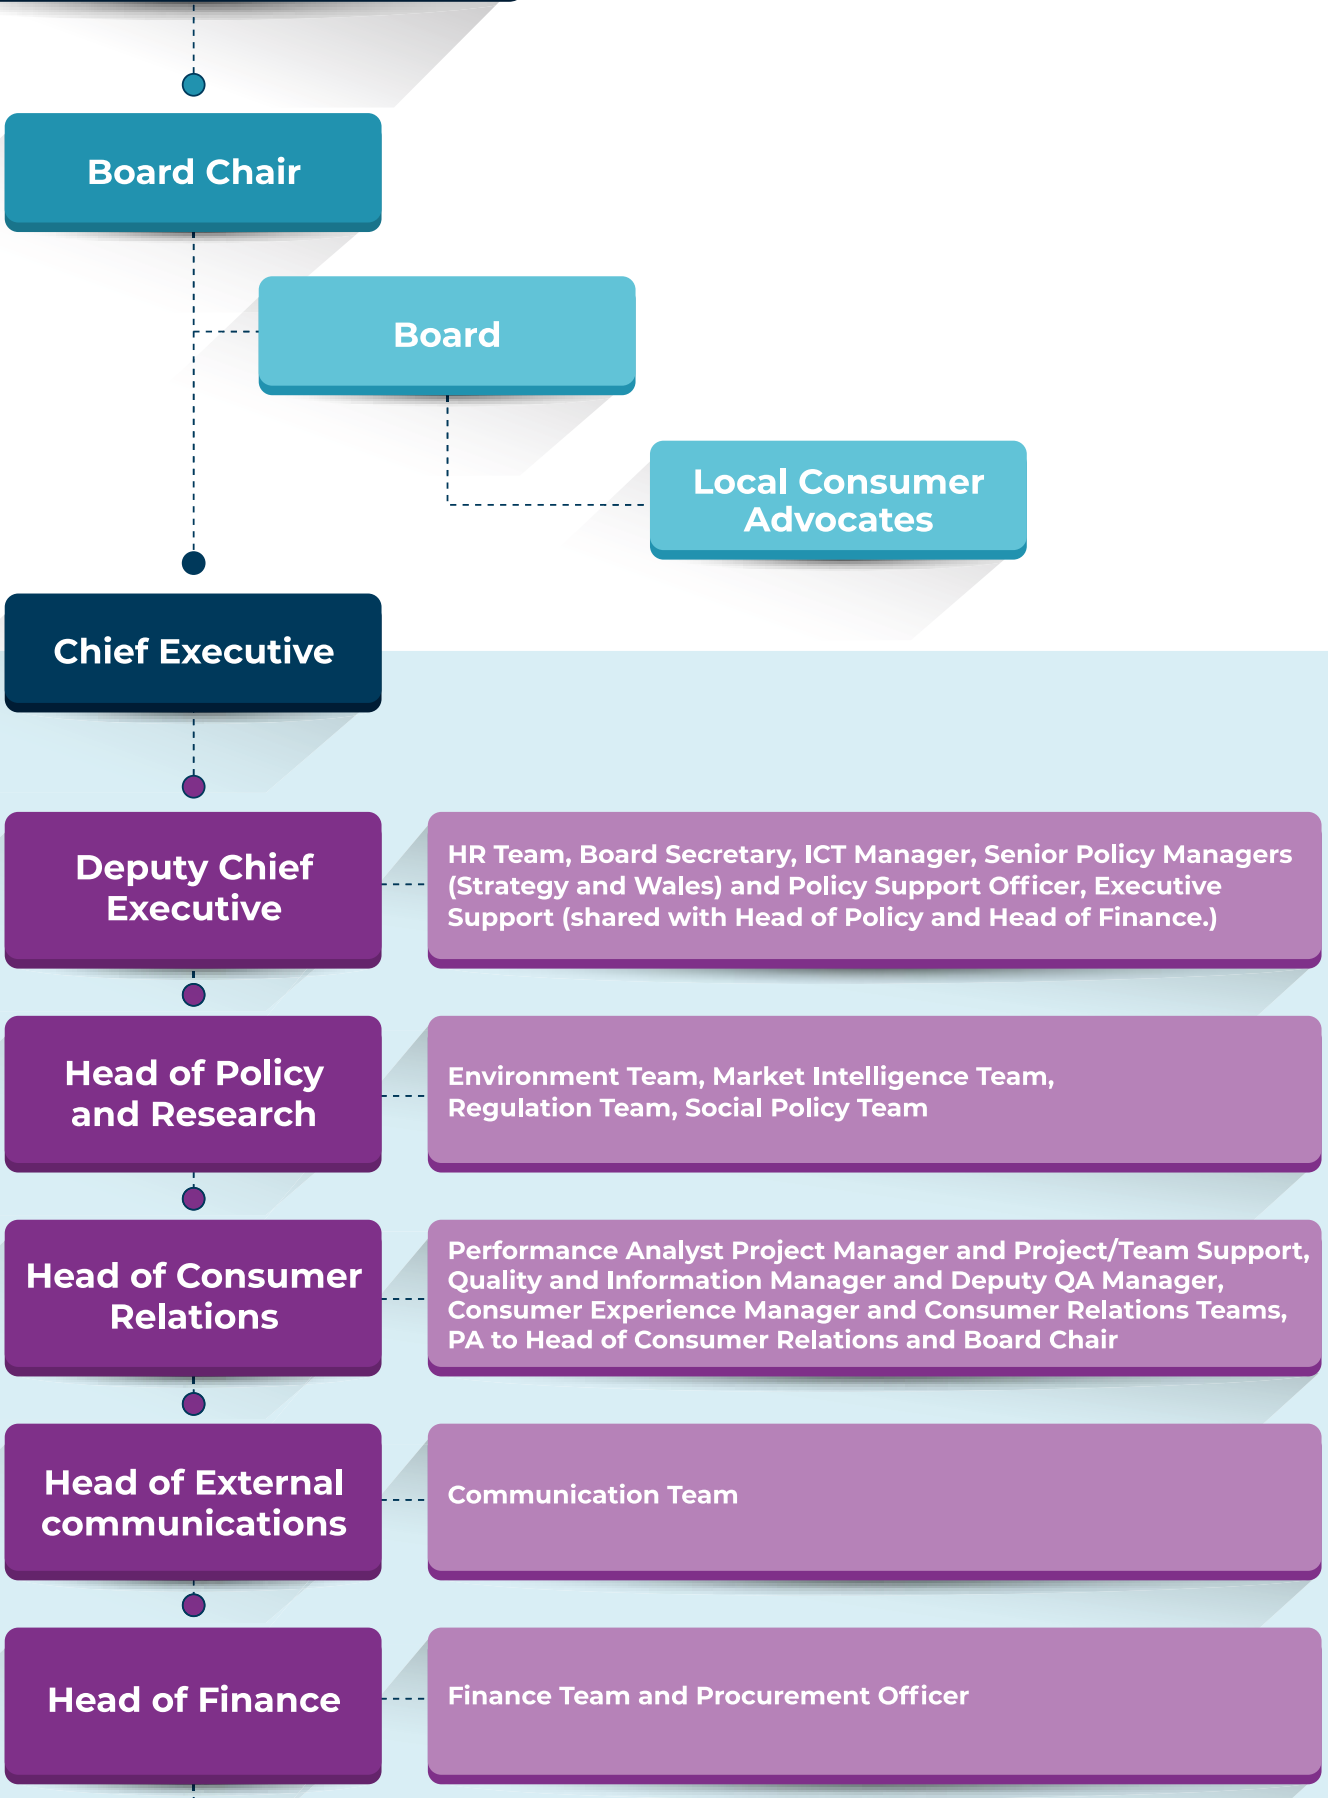 Board Chair
Board
Local Consumer
Advocates
Chief Executive
Deputy Chief
Executive
HR Team, Board Secretary, ICT Manager, Senior Policy Managers
(Strategy and Wales) and Policy Support Officer, Executive
Support (shared with Head of Policy and Head of Finance.)
Head of Policy
and Research
Environment Team, Market Intelligence Team,
Regulation Team, Social Policy Team
Head of Consumer
Relations
Performance Analyst Project Manager and Project/Team Support,
Quality and Information Manager and Deputy QA Manager,
Consumer Experience Manager and Consumer Relations Teams,
PA to Head of Consumer Relations and Board Chair
Head of External
communications
Communication Team
Head of Finance
Finance Team and Procurement Officer